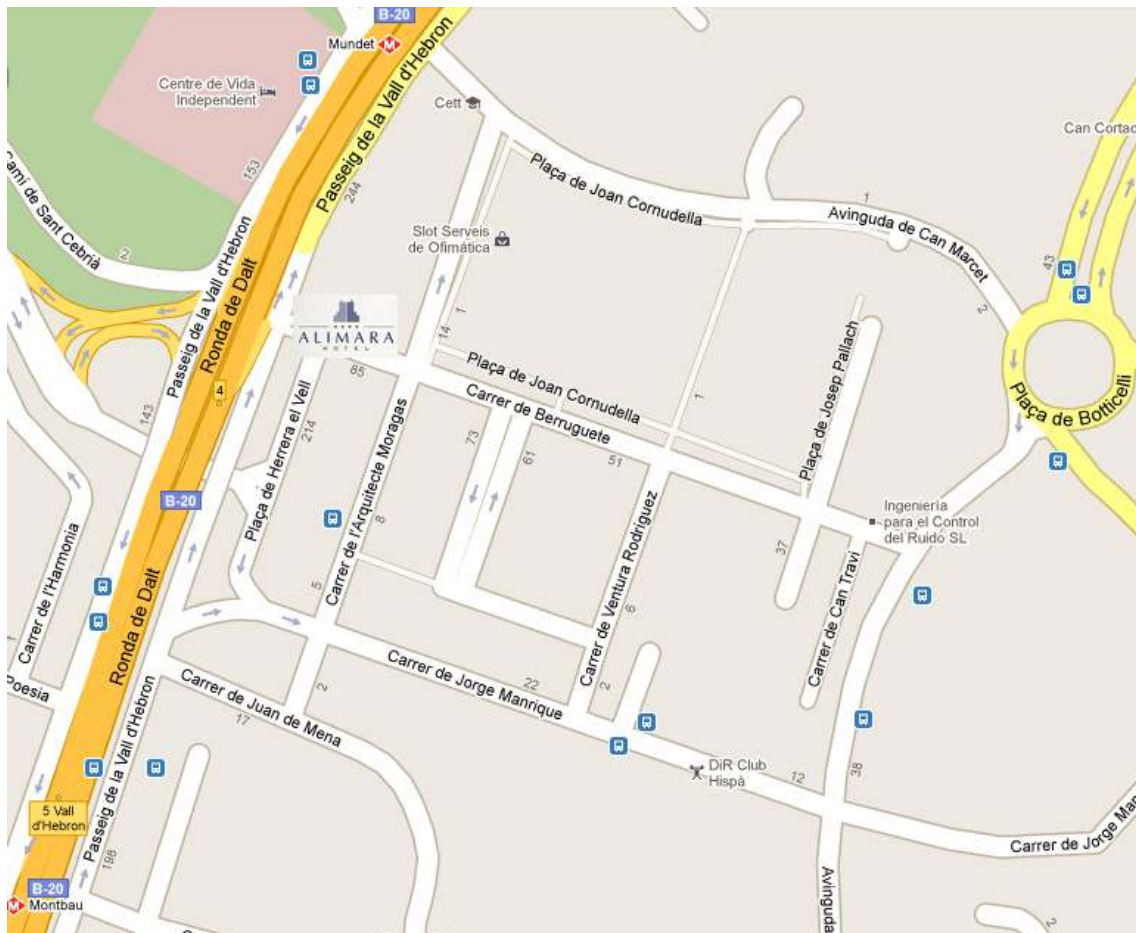 B-20
Mundet
M
Passeig de la Vall d'Hebron
Centre de Vida
Independent
Cett
Can Cortac
Camí de Sant Cebrià
153
244
Plaça de Joan Cornudella
1
Avinguda de Can Marcet
Slot Serveis
de Ofimàtica
2
Passeig de la Vall d'Hebron
Ronda de Dalt
43
2
ALIMARA
HOTEL
14
1
Plaça de Joan Cornudella
Plaça de Josep Pallach
Plaça de Botticelli
85
Carrer de Berruguete
4
1
143
214
73
61
51
Carrer de l'Arquitecte Moragas
Plaça de Herrera el Vell
B-20
8
Carrer de Ventura Rodríguez
Ingeniería
para el Control
del Ruido SL
37
Carrer de l'Harmonia
5
6
Carrer de Can Travi
Ronda de Dalt
1
Poesia
Carrer de Jorge Manrique
22
2
2
Carrer de Juan de Mena
17
Passeig de la Vall d'Hebron
DiR Club
Hispà
12
38
5 Vall
d'Hebron
198
Carrer de Jorge Man
Avinguda
B-20
M
Montbau
2